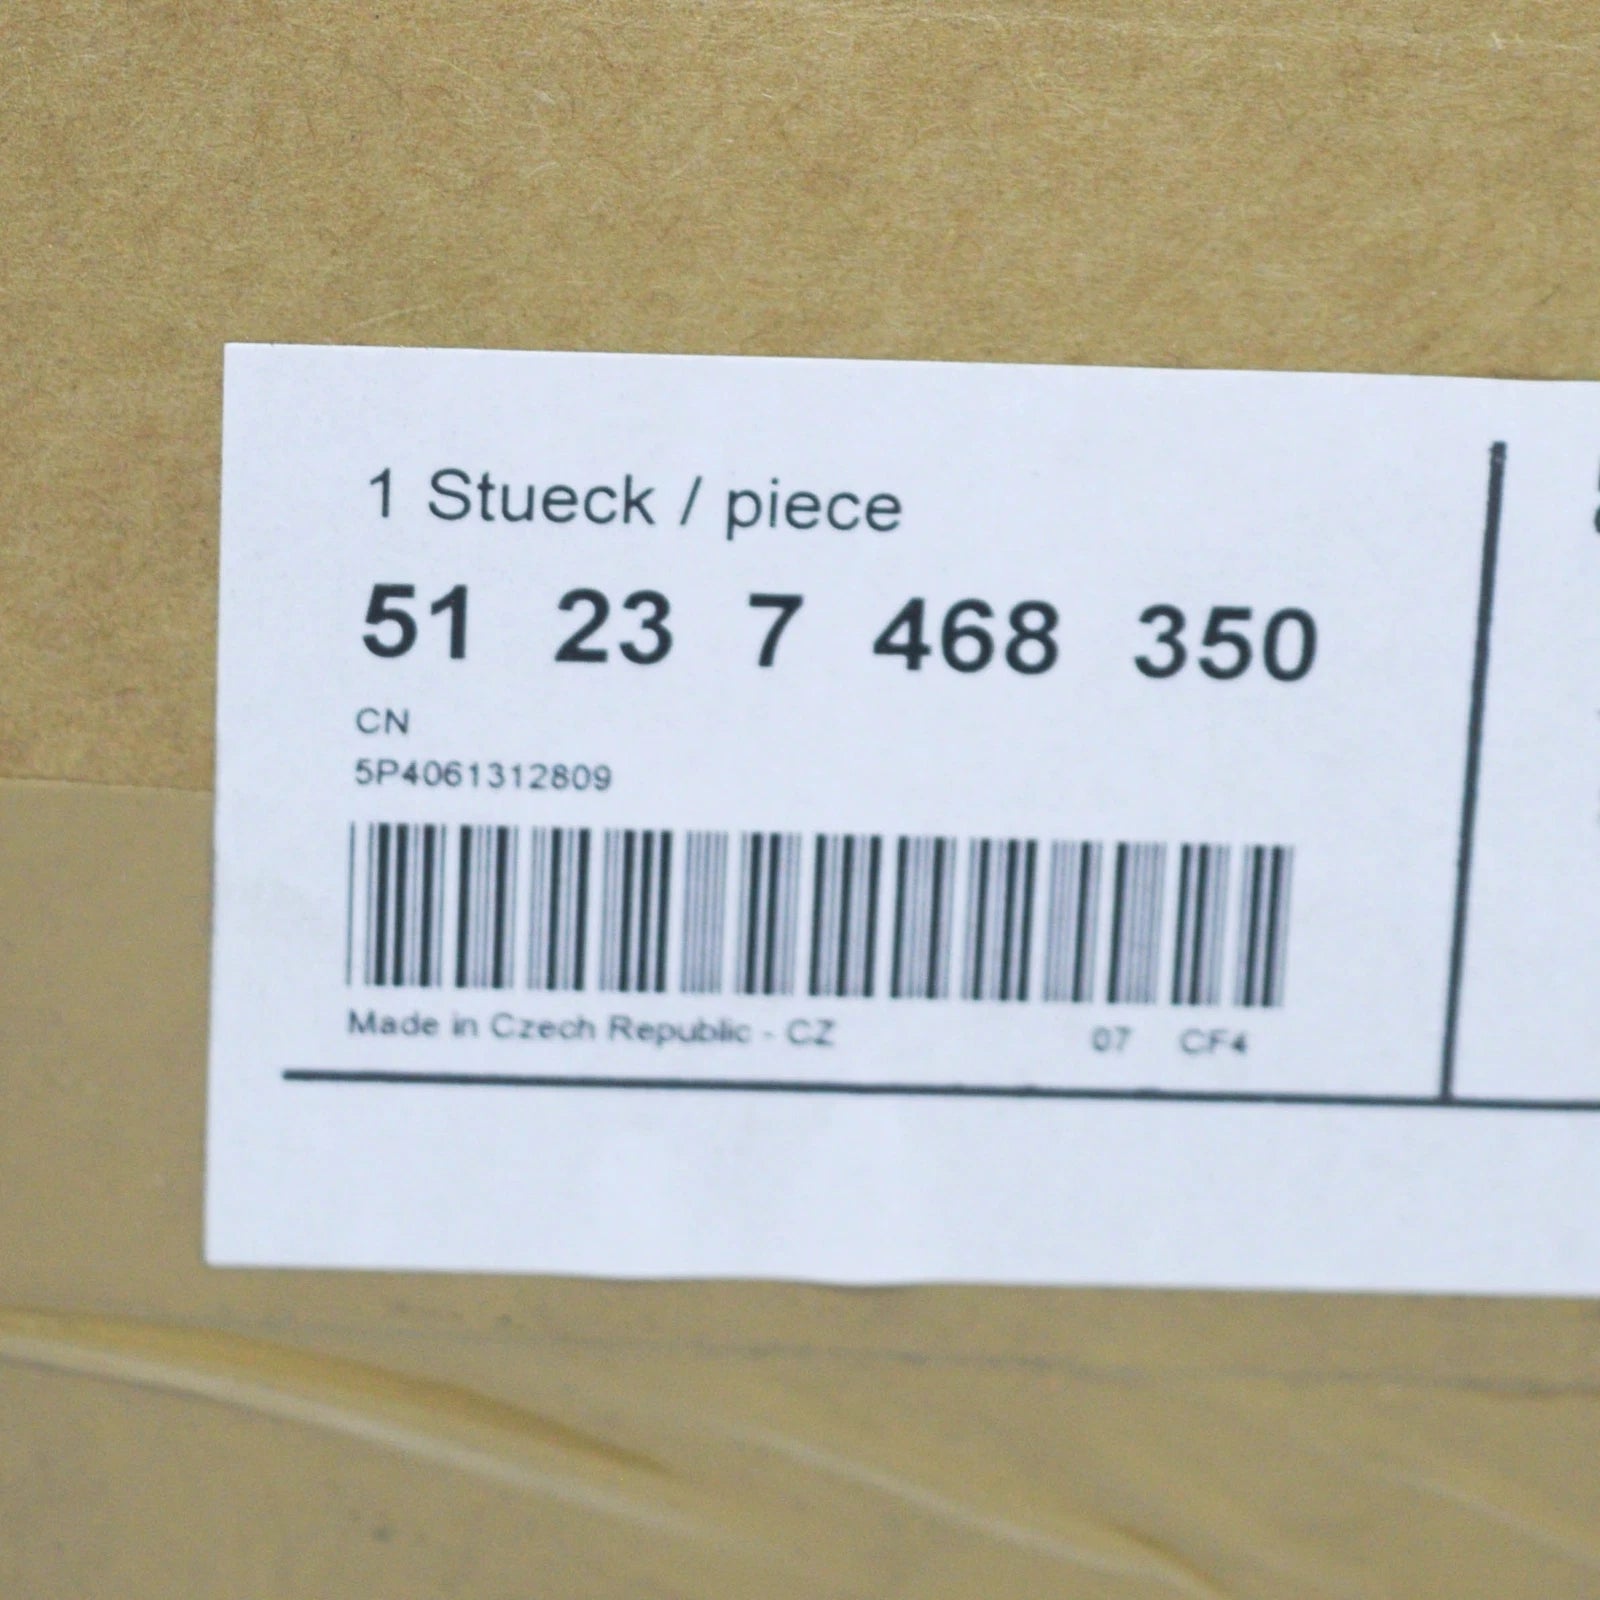 1 Stueck / piece
51 23 7 468 350
CN
5P4061312809
Made in Czech Republic - CZ 07 CF4